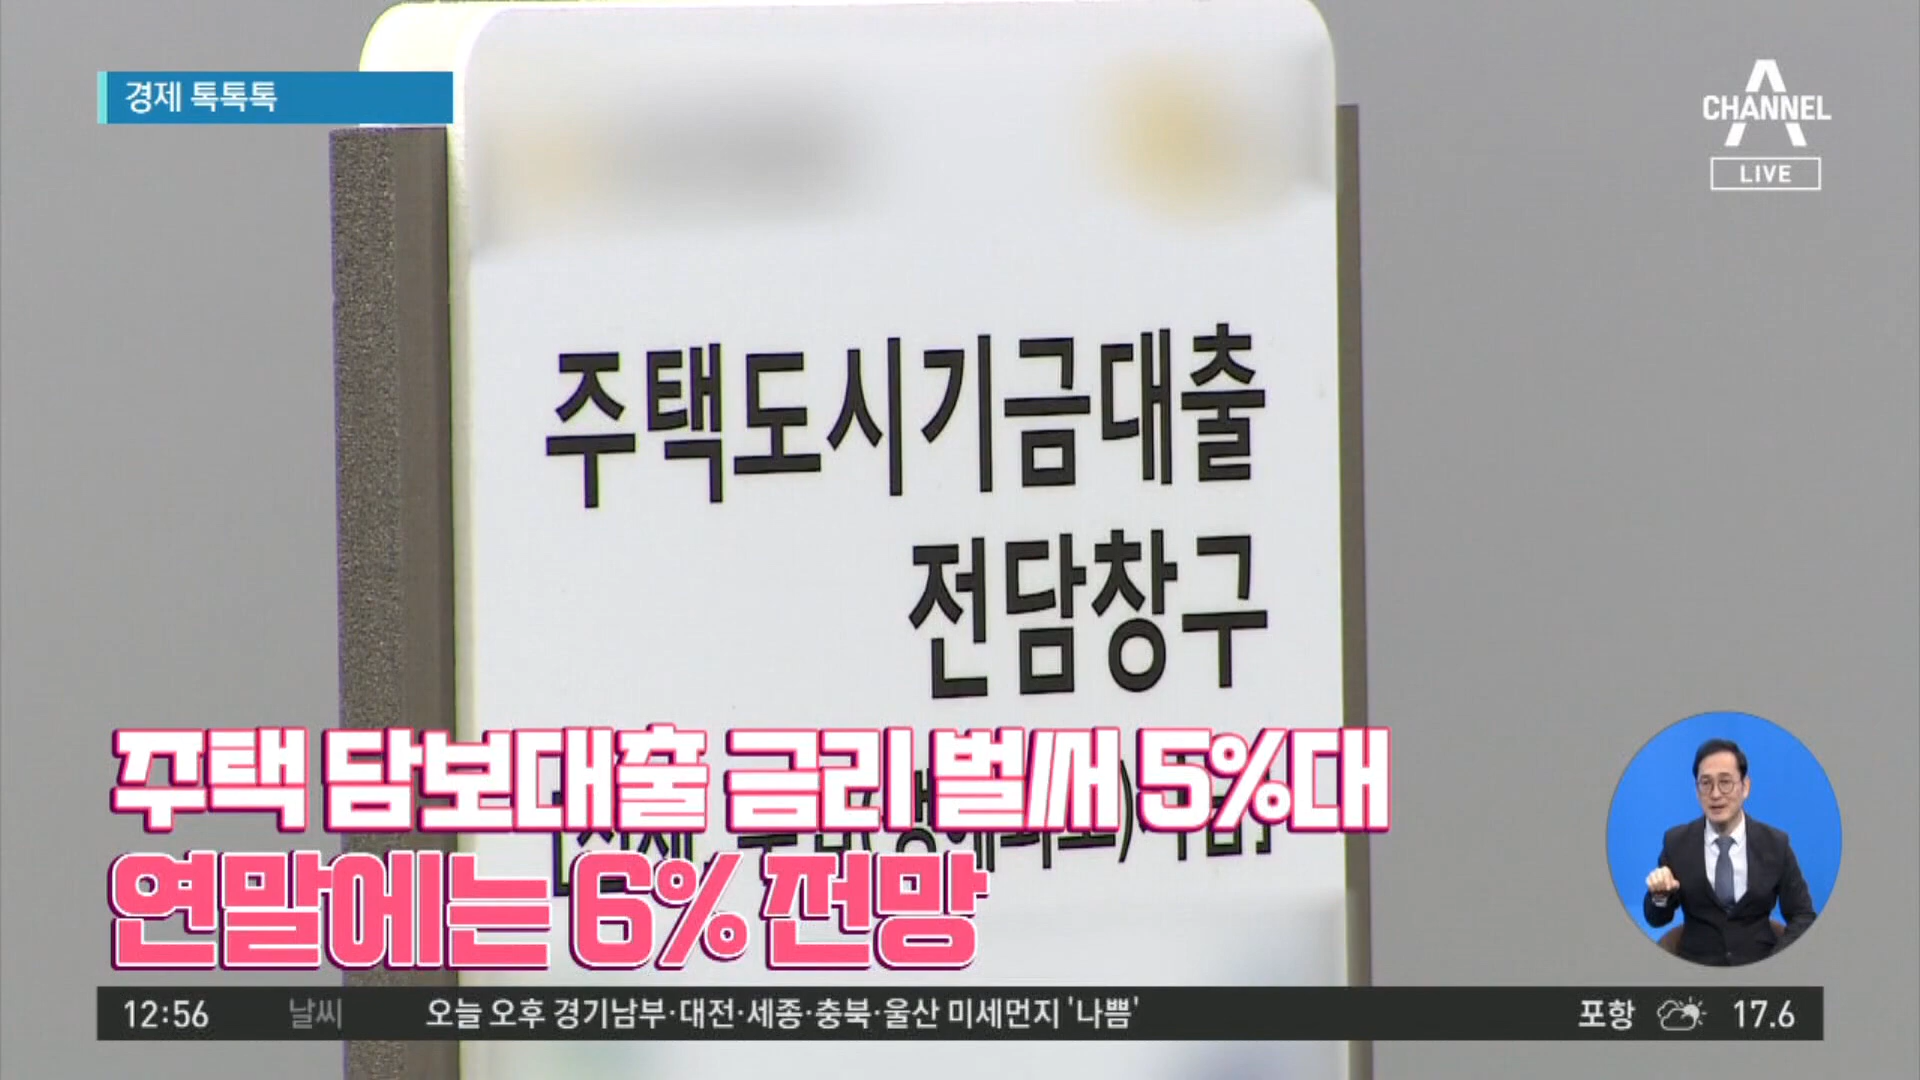 경제 톡톡톡
CHANNEL A
LIVE
주택도시기금대출
전담창구
주택 담보대출 금리 벌써 5%대
연말에는 6% 전망
12:56 날씨 오늘 오후 경기남부·대전·세종·충북·울산 미세먼지 '나쁨' 포항 17.6